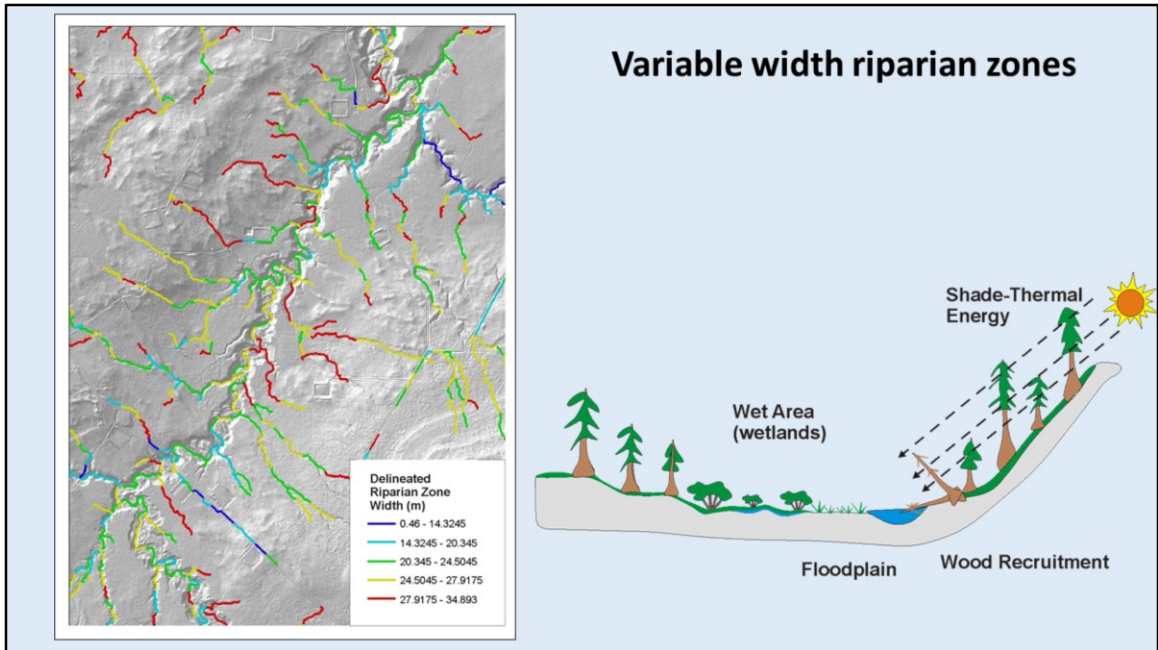 Variable width riparian zones
Delineated
Riparian Zone
Width (m)
0.46 - 14.3245
14.3245 - 20.345
20.345 - 24.5045
24.5045 - 27.9175
27.9175 - 34.893
Shade-Thermal
Energy
Wet Area
(wetlands)
Floodplain
Wood Recruitment